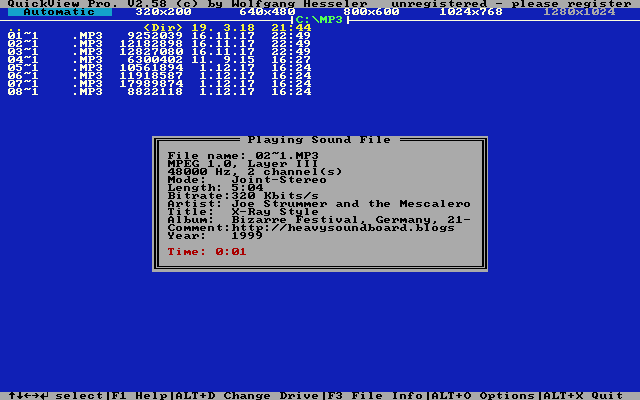 QuickView Pro. V2.58 (c) by Wolfgang Hesseler   unregistered - please register
Automatic   320x200   640x480   800x600   1024x768   1280x1024
C:\MP3
..   (Dir) 19. 3.18  21:44
01~1     .MP3   9252059 16.11.17  22:49
02~1     .MP3  12182898 16.11.17  22:49
03~1     .MP3  12827080 16.11.17  22:49
04~1     .MP3   6300402 11. 9.15  16:27
05~1     .MP3  10561894  1.12.17  16:24
06~1     .MP3  11918587  1.12.17  16:24
07~1     .MP3  17989874  1.12.17  16:24
08~1     .MP3   8822118  1.12.17  16:24
Playing Sound File
File name: 02~1.MP3
MPEG 1.0, Layer III
48000 Hz, 2 channel(s)
Mode:   Joint-Stereo
Length: 5:04
Bitrate:320 Kbits/s
Artist: Joe Strummer and the Mescalero
Title:  X-Ray Style
Album:  Bizarre Festival, Germany, 21-
Comment:http://heavysoundboard.blogs
Year:   1999
Time: 0:01
↑↓←→↵ select|F1 Help|ALT+D Change Drive|F3 File Info|ALT+O Options|ALT+X Quit